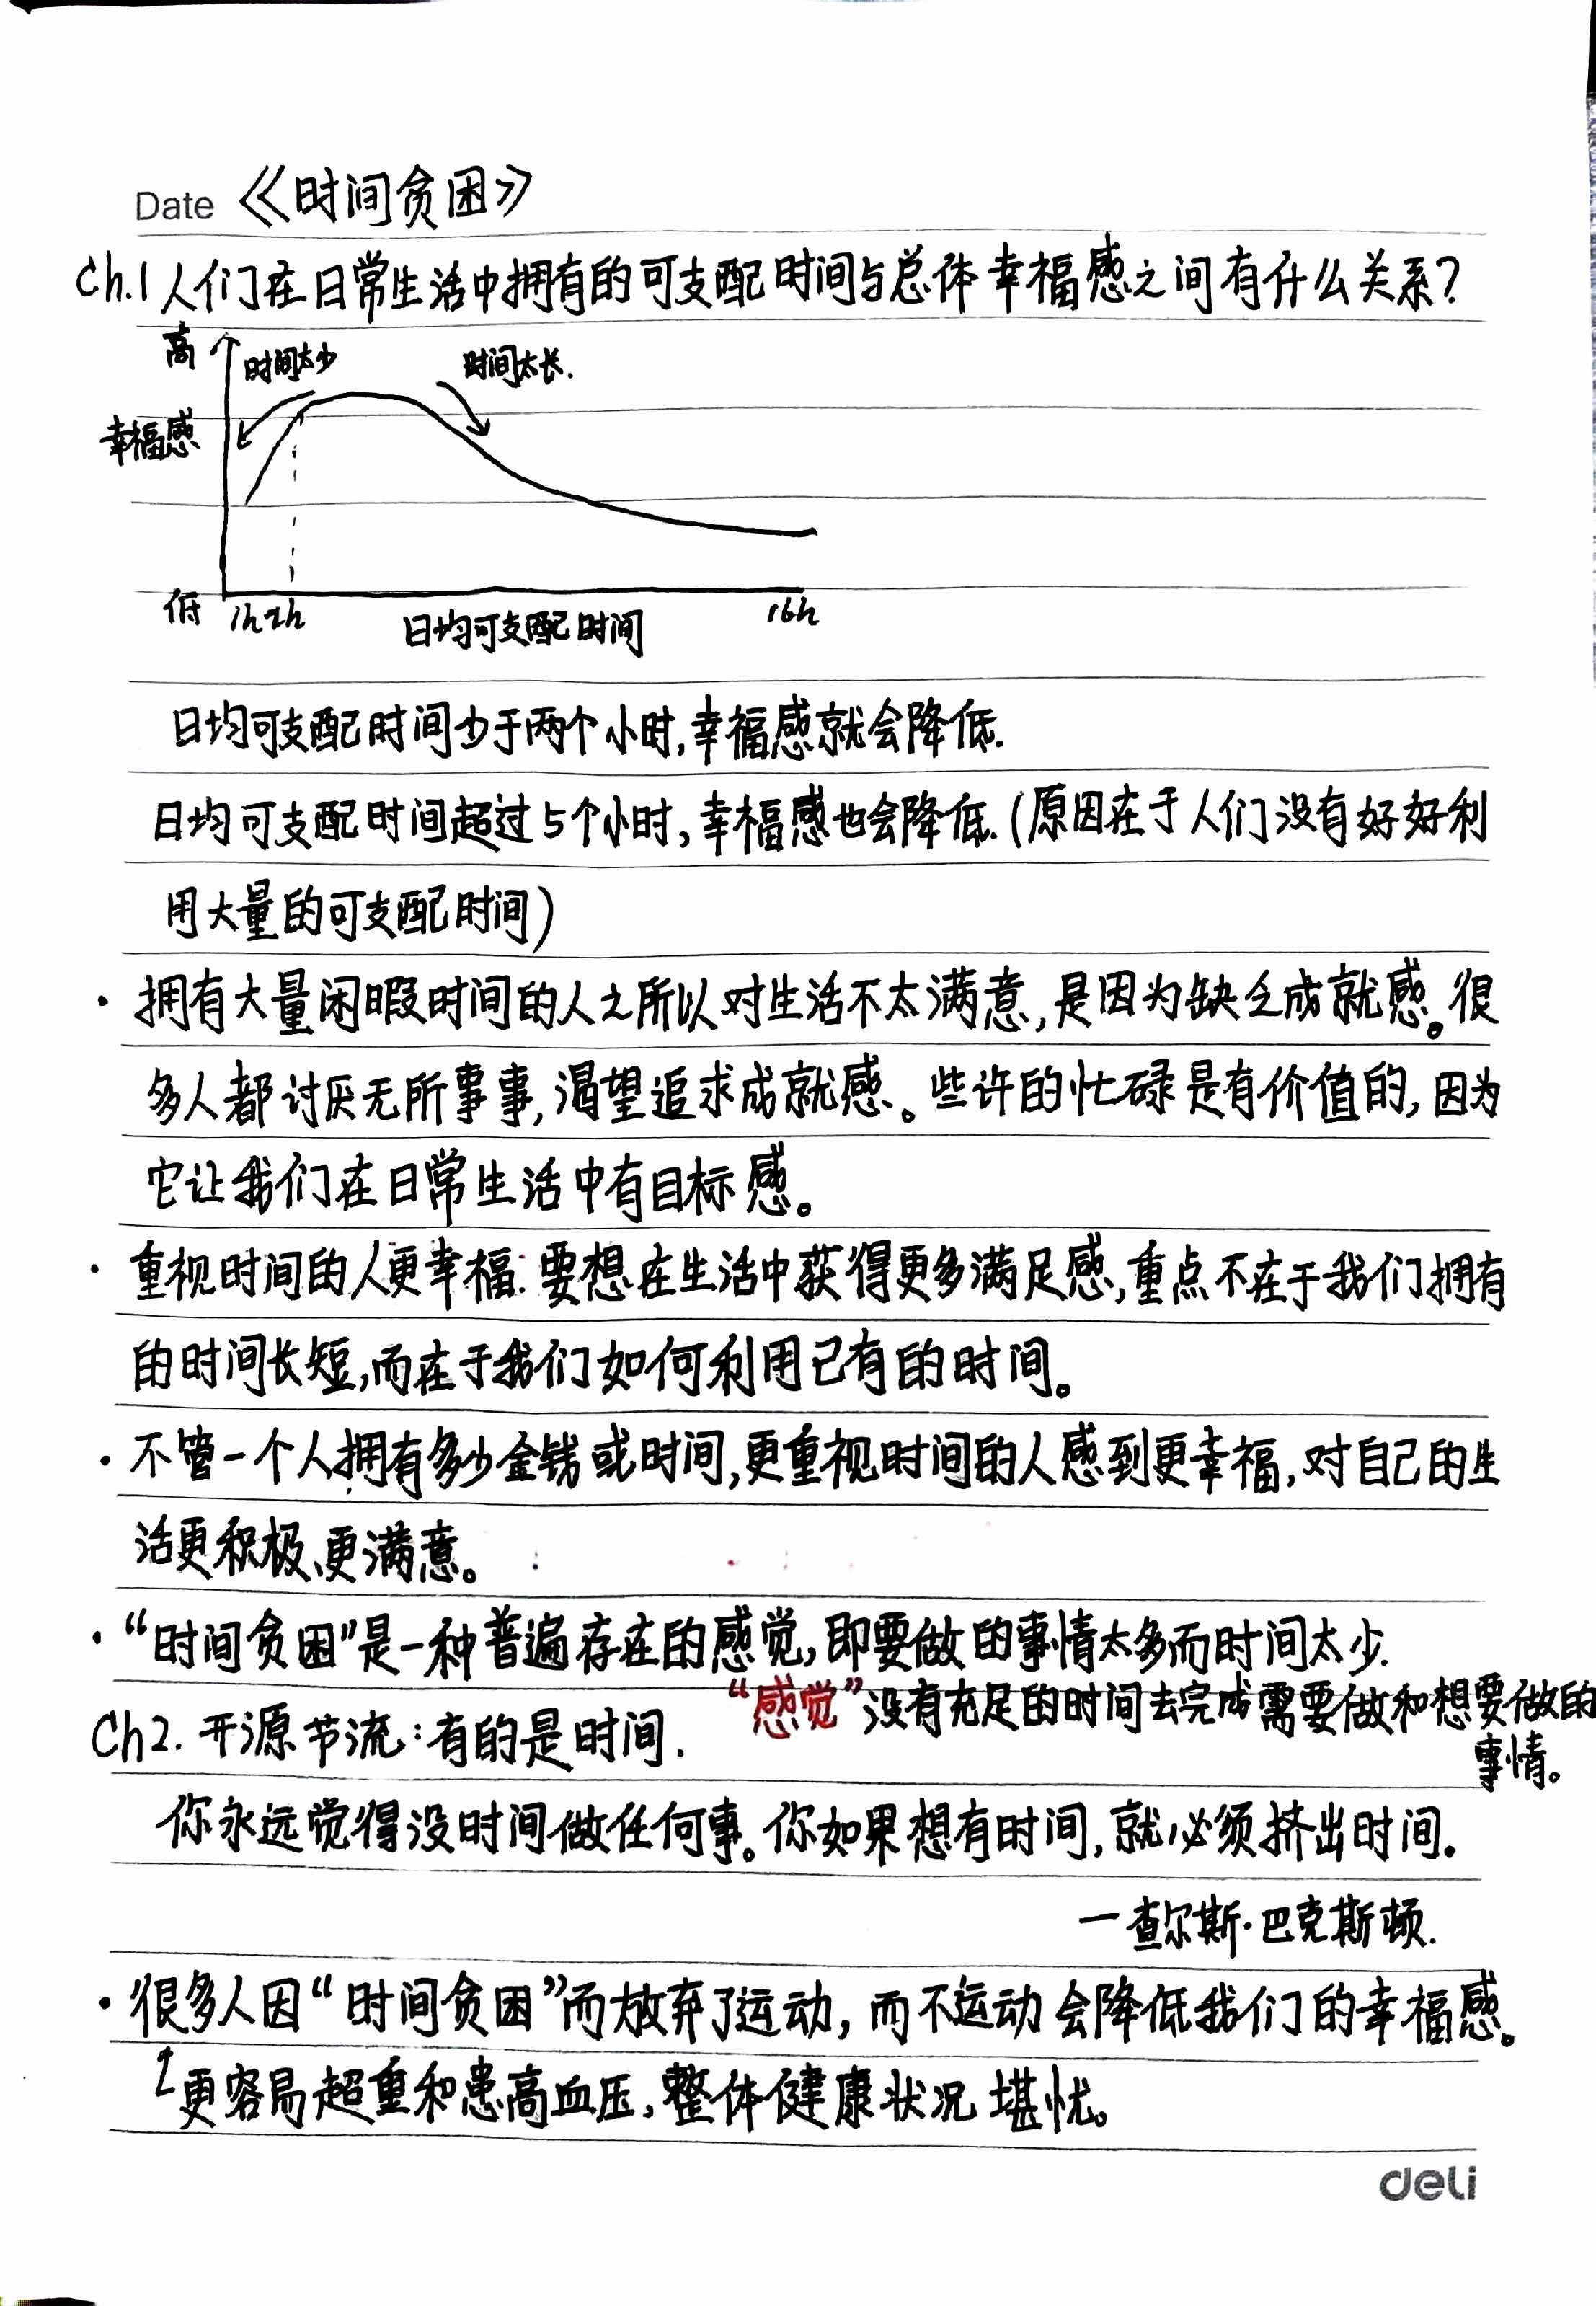 Date 《时间贫困》
Ch.1 人们在日常生活中拥有的可支配时间与总体幸福感之间有什么关系?
高
时间太少
时间太长.
幸福感
低 1h 2h
日均可支配时间
16h
日均可支配时间少于两个小时,幸福感就会降低.
日均可支配时间超过5个小时,幸福感也会降低.(原因在于人们没有好好利
用大量的可支配时间)
· 拥有大量闲暇时间的人之所以对生活不太满意,是因为缺乏成就感。很
多人都讨厌无所事事,渴望追求成就感。些许的忙碌是有价值的,因为
它让我们在日常生活中有目标感。
· 重视时间的人更幸福.要想在生活中获得更多满足感,重点不在于我们拥有
的时间长短,而在于我们如何利用已有的时间。
· 不管一个人拥有多少金钱或时间,更重视时间的人感到更幸福,对自己的生
活更积极、更满意。
· “时间贫困”是一种普遍存在的感觉,即要做的事情太多而时间太少.
“感觉”没有充足的时间去完成需要做和想要做的
事情。
Ch2. 开源节流:有的是时间.
你永远觉得没时间做任何事。你如果想有时间,就必须挤出时间.
一查尔斯·巴克斯顿.
· 很多人因“时间贫困”而放弃了运动,而不运动会降低我们的幸福感。
↑更容易超重和患高血压,整体健康状况堪忧。
deli